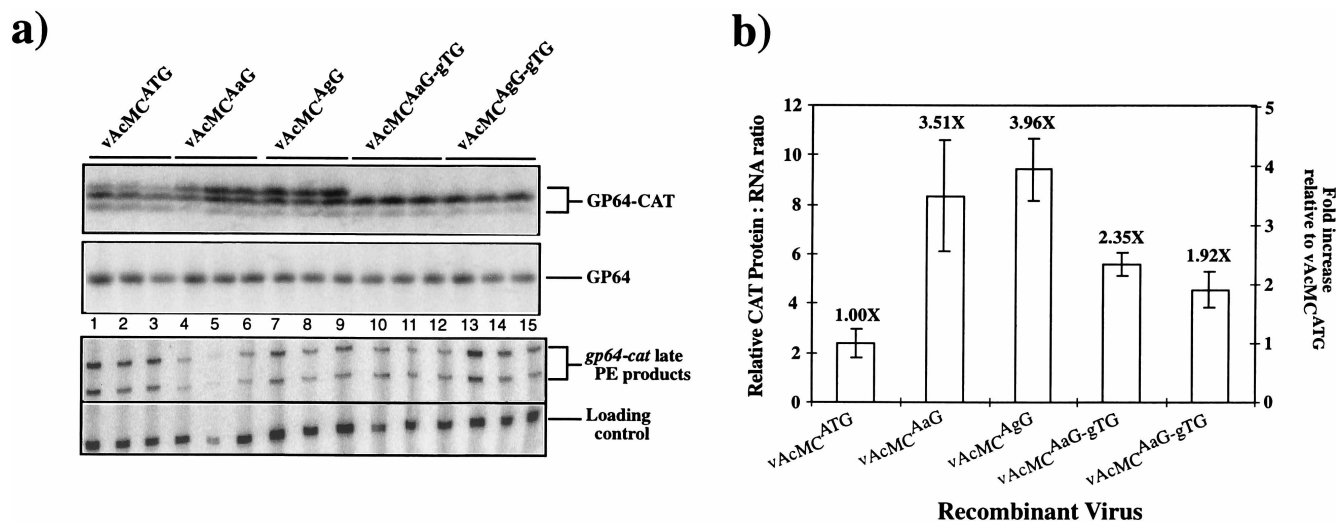 a)
vAcMCATG
vAcMCAaG
vAcMCAgG
vAcMCAaG-gTG
vAcMCAgG-gTG
GP64-CAT
GP64
1 2 3 4 5 6 7 8 9 10 11 12 13 14 15
gp64-cat late
PE products
Loading
control
b)
Relative CAT Protein : RNA ratio
12
10
8
6
4
2
0
1.00X
3.51X
3.96X
2.35X
1.92X
5
4
3
2
1
0
Fold increase
relative to vAcMCATG
vAcMCATG
vAcMCAaG
vAcMCAgG
vAcMCAaG-gTG
vAcMCAaG-gTG
Recombinant Virus